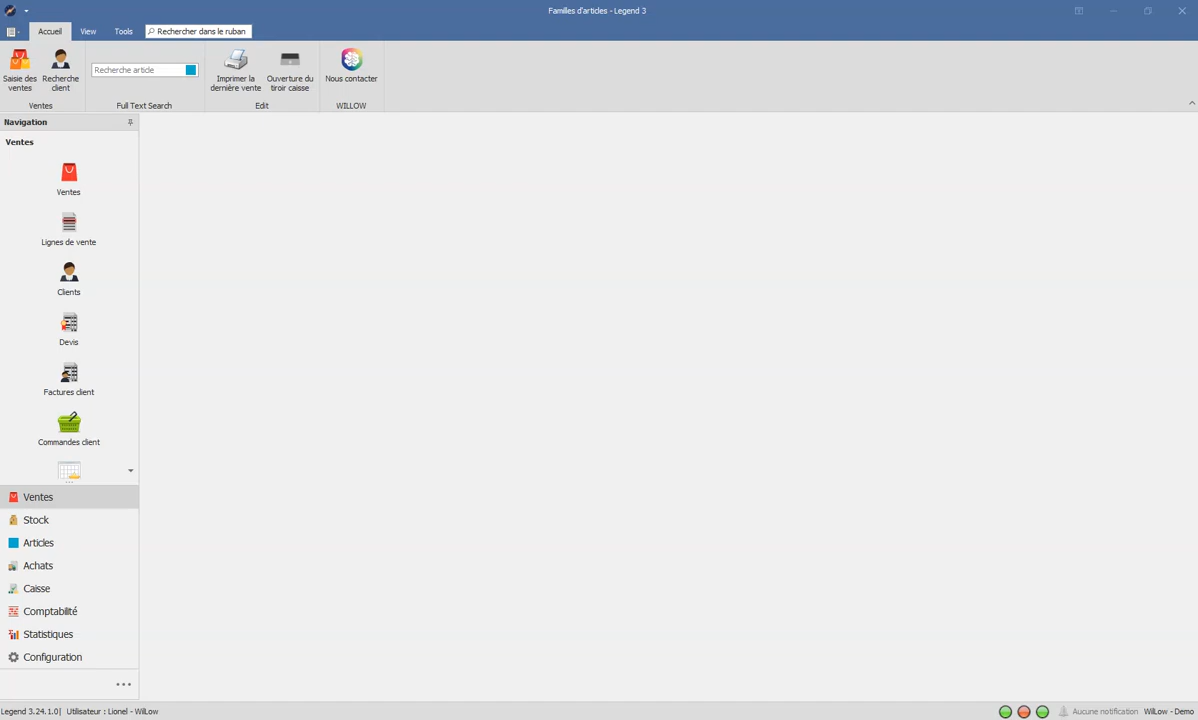 Familles d'articles - Legend 3
Accueil
View
Tools
Rechercher dans le ruban
Saisie des
ventes
Recherche
client
Ventes
Recherche article
Full Text Search
Imprimer la
dernière vente
Ouverture du
tiroir caisse
Edit
Nous contacter
WILLOW
Navigation
Ventes
Ventes
Lignes de vente
Clients
Devis
Factures client
Commandes client
Ventes
Stock
Articles
Achats
Caisse
Comptabilité
Statistiques
Configuration
Legend 3.24.1.0| Utilisateur : Lionel - WilLow
Aucune notification WilLow - Demo